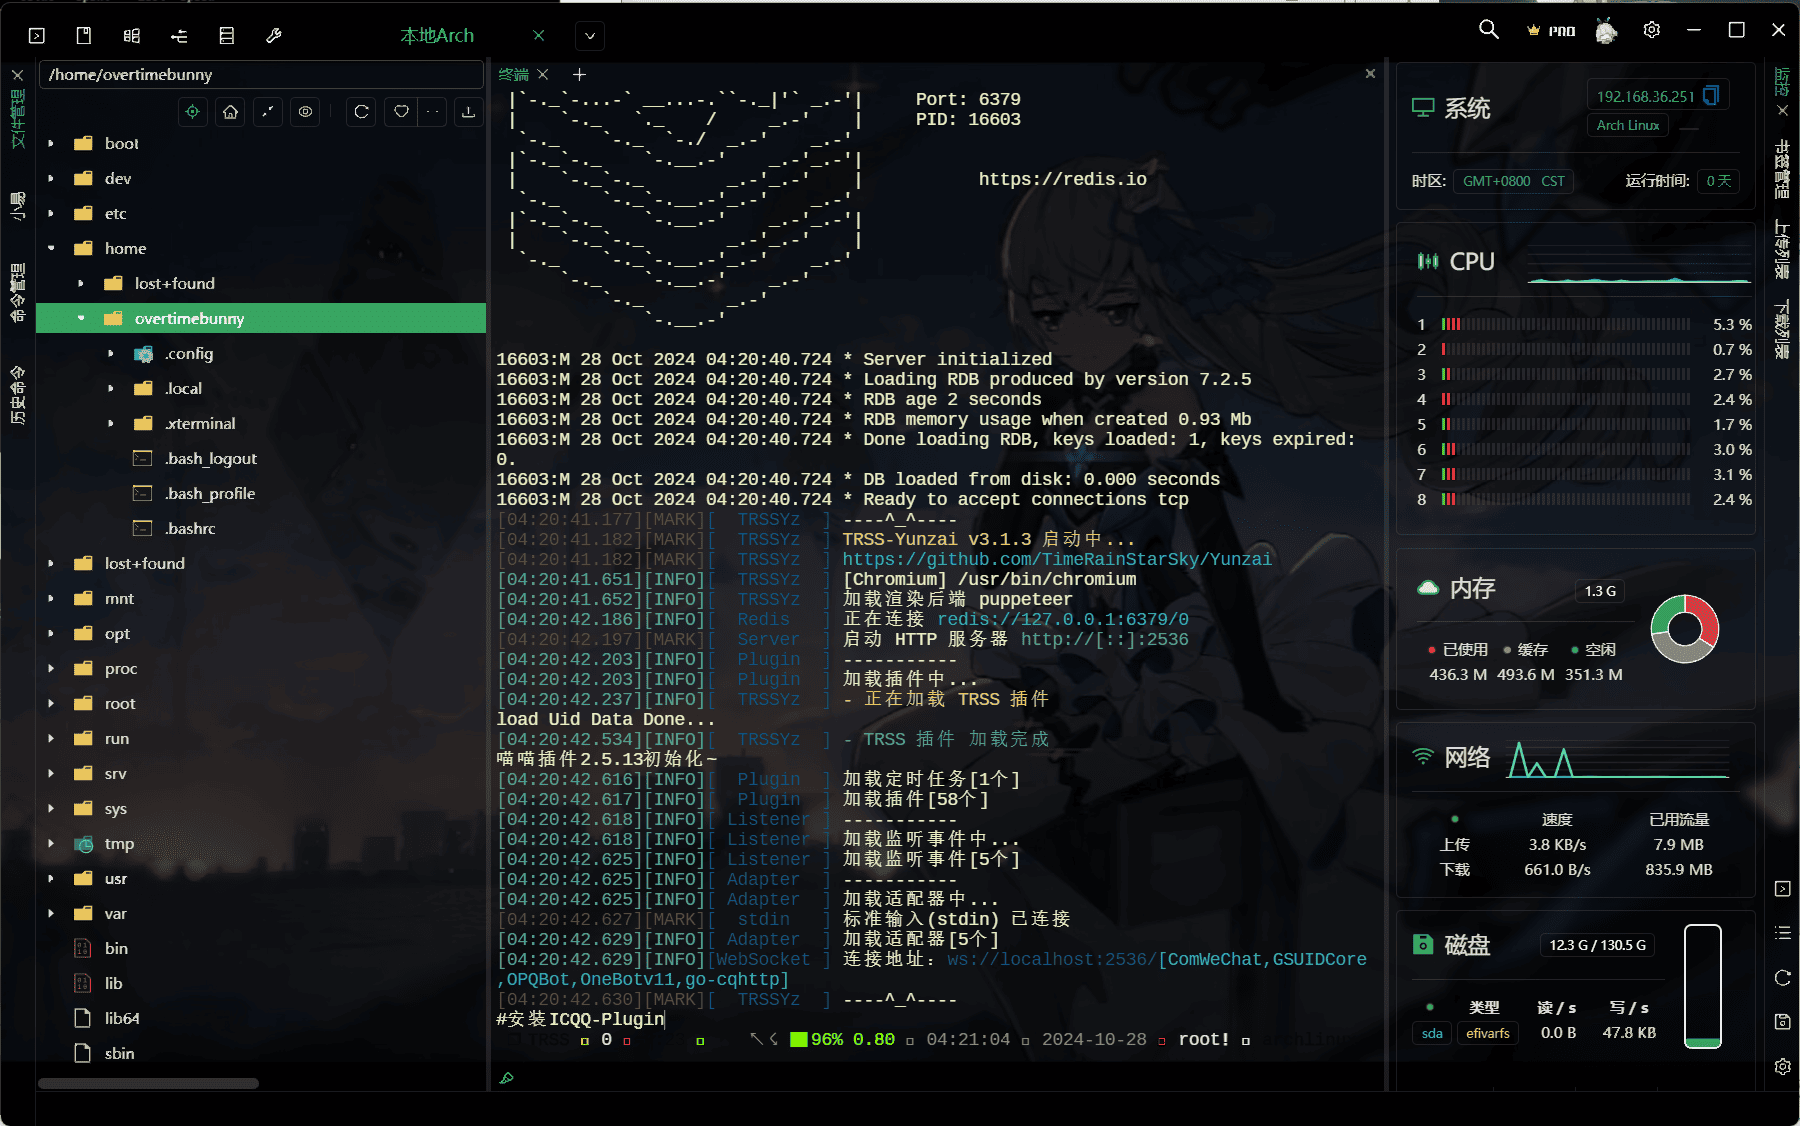 本地Arch
PRO
文件管理
小易
命令管理
历史命令
/home/overtimebunny
boot
dev
etc
home
lost+found
overtimebunny
.config
.local
.xterminal
.bash_logout
.bash_profile
.bashrc
lost+found
mnt
opt
proc
root
run
srv
sys
tmp
usr
var
bin
lib
lib64
sbin
终端
Port: 6379
PID: 16603
https://redis.io
16603:M 28 Oct 2024 04:20:40.724 * Server initialized
16603:M 28 Oct 2024 04:20:40.724 * Loading RDB produced by version 7.2.5
16603:M 28 Oct 2024 04:20:40.724 * RDB age 2 seconds
16603:M 28 Oct 2024 04:20:40.724 * RDB memory usage when created 0.93 Mb
16603:M 28 Oct 2024 04:20:40.724 * Done loading RDB, keys loaded: 1, keys expired:
0.
16603:M 28 Oct 2024 04:20:40.724 * DB loaded from disk: 0.000 seconds
16603:M 28 Oct 2024 04:20:40.724 * Ready to accept connections tcp
[04:20:41.177][MARK][  TRSSYz  ] ----^_^----
[04:20:41.182][MARK][  TRSSYz  ] TRSS-Yunzai v3.1.3 启动中...
[04:20:41.182][MARK][  TRSSYz  ] https://github.com/TimeRainStarSky/Yunzai
[04:20:41.651][INFO][  TRSSYz  ] [Chromium] /usr/bin/chromium
[04:20:41.652][INFO][  TRSSYz  ] 加载渲染后端 puppeteer
[04:20:42.186][INFO][  Redis   ] 正在连接 redis://127.0.0.1:6379/0
[04:20:42.197][MARK][  Server  ] 启动 HTTP 服务器 http://[::]:2536
[04:20:42.203][INFO][  Plugin  ] -----------
[04:20:42.203][INFO][  Plugin  ] 加载插件中...
[04:20:42.237][INFO][  TRSSYz  ] - 正在加载 TRSS 插件
load Uid Data Done...
[04:20:42.534][INFO][  TRSSYz  ] - TRSS 插件 加载完成
喵喵插件2.5.13初始化~
[04:20:42.616][INFO][  Plugin  ] 加载定时任务[1个]
[04:20:42.617][INFO][  Plugin  ] 加载插件[58个]
[04:20:42.618][INFO][ Listener ] -----------
[04:20:42.618][INFO][ Listener ] 加载监听事件中...
[04:20:42.625][INFO][ Listener ] 加载监听事件[5个]
[04:20:42.625][INFO][ Adapter  ] -----------
[04:20:42.625][INFO][ Adapter  ] 加载适配器中...
[04:20:42.627][MARK][  stdin   ] 标准输入(stdin) 已连接
[04:20:42.629][INFO][ Adapter  ] 加载适配器[5个]
[04:20:42.629][INFO][WebSocket ] 连接地址: ws://localhost:2536/[ComWeChat,GSUIDCore
,OPQBot,OneBotv11,go-cqhttp]
[04:20:42.630][MARK][  TRSSYz  ] ----^_^----
#安装ICQQ-Plugin
TRSS 0 96% 0.80 04:21:04 2024-10-28 root! archlinux
系统
192.168.36.251
Arch Linux
时区: GMT+0800 CST 运行时间: 0 天
CPU
1 5.3 %
2 0.7 %
3 2.7 %
4 2.4 %
5 1.7 %
6 3.0 %
7 3.1 %
8 2.4 %
内存 1.3 G
已使用 缓存 空闲
436.3 M 493.6 M 351.3 M
网络
速度 已用流量
上传 3.8 KB/s 7.9 MB
下载 661.0 B/s 835.9 MB
磁盘 12.3 G / 130.5 G
类型 读 / s 写 / s
sda efivarfs 0.0 B 47.8 KB
监控
书签管理
上传列表
下载列表